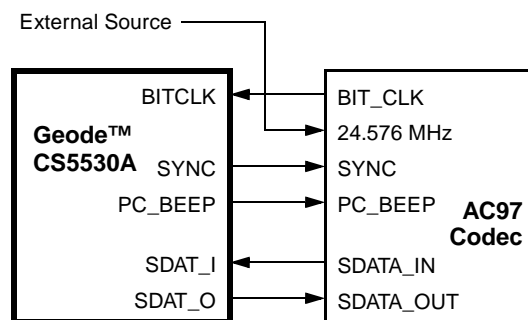 External Source
Geode™
CS5530A
BITCLK
SYNC
PC_BEEP
SDAT_I
SDAT_O
BIT_CLK
24.576 MHz
SYNC
PC_BEEP
SDATA_IN
SDATA_OUT
AC97
Codec